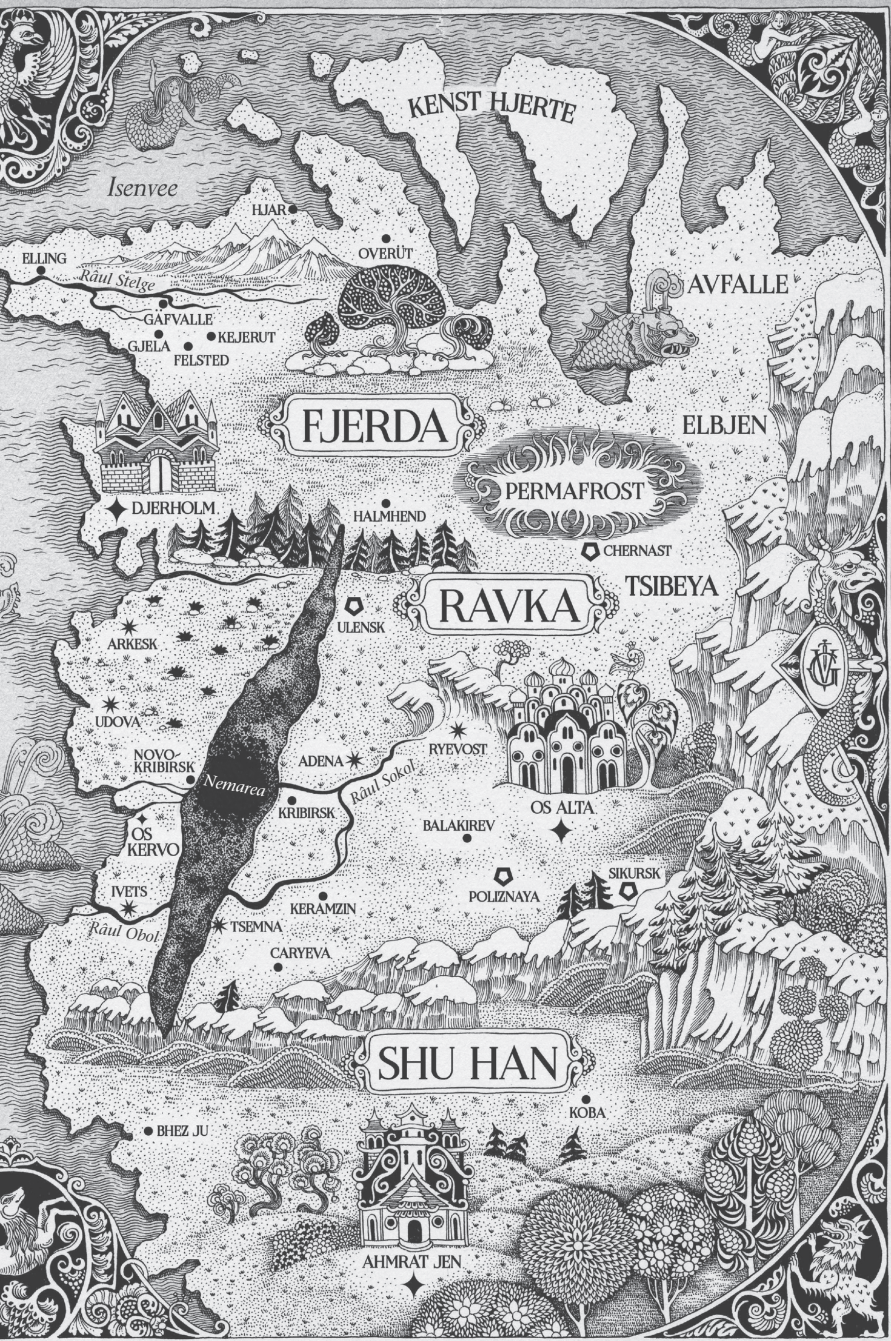 KENST HJERTE
Isenvee
HJAR
OVERÜT
ELLING
Râul Stelge
AVFALLE
GÄFVALLE
GJELA
KEJERUT
FELSTED
FJERDA
ELBJEN
PERMAFROST
DJERHOLM
HALMHEND
CHERNAST
TSIBEYA
RAVKA
ULENSK
ARKESK
UDOVA
RYEVOST
NOVO-
KRIBIRSK
ADENA
Nemarea
Râul Sokol
KRIBIRSK
OS ALTA
OS
KERVO
BALAKIREV
SIKURSK
IVETS
POLIZNAYA
KERAMZIN
Râul Obol
TSEMNA
CARYEVA
SHU HAN
KOBA
BHEZ JU
AHMRAT JEN